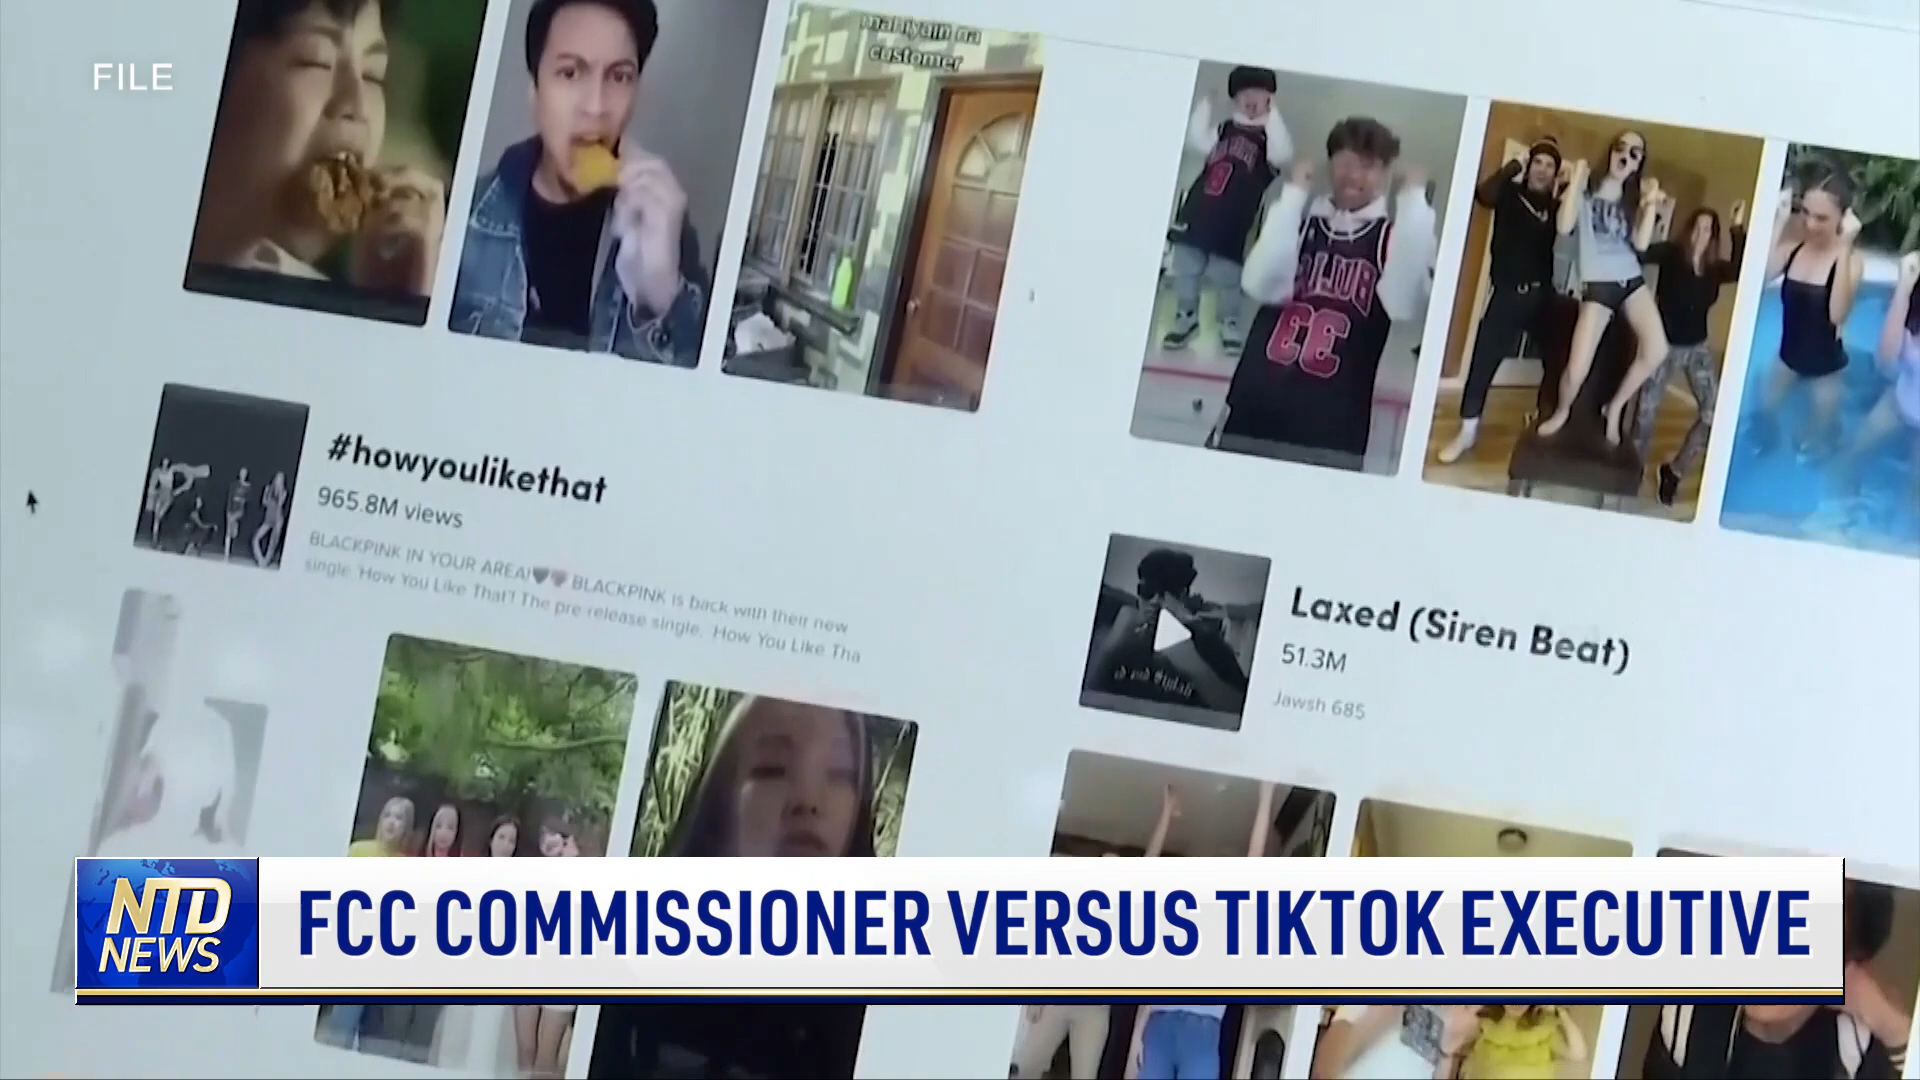 FILE
customer
#howyoulikethat
965.8M views
BLACKPINK IN YOUR AREA!🖤💗 BLACKPINK is back with their new
single 'How You Like That'! The pre-release single, 'How You Like Tha
Laxed (Siren Beat)
51.3M
Jawsh 685
33
NTD
NEWS
FCC COMMISSIONER VERSUS TIKTOK EXECUTIVE